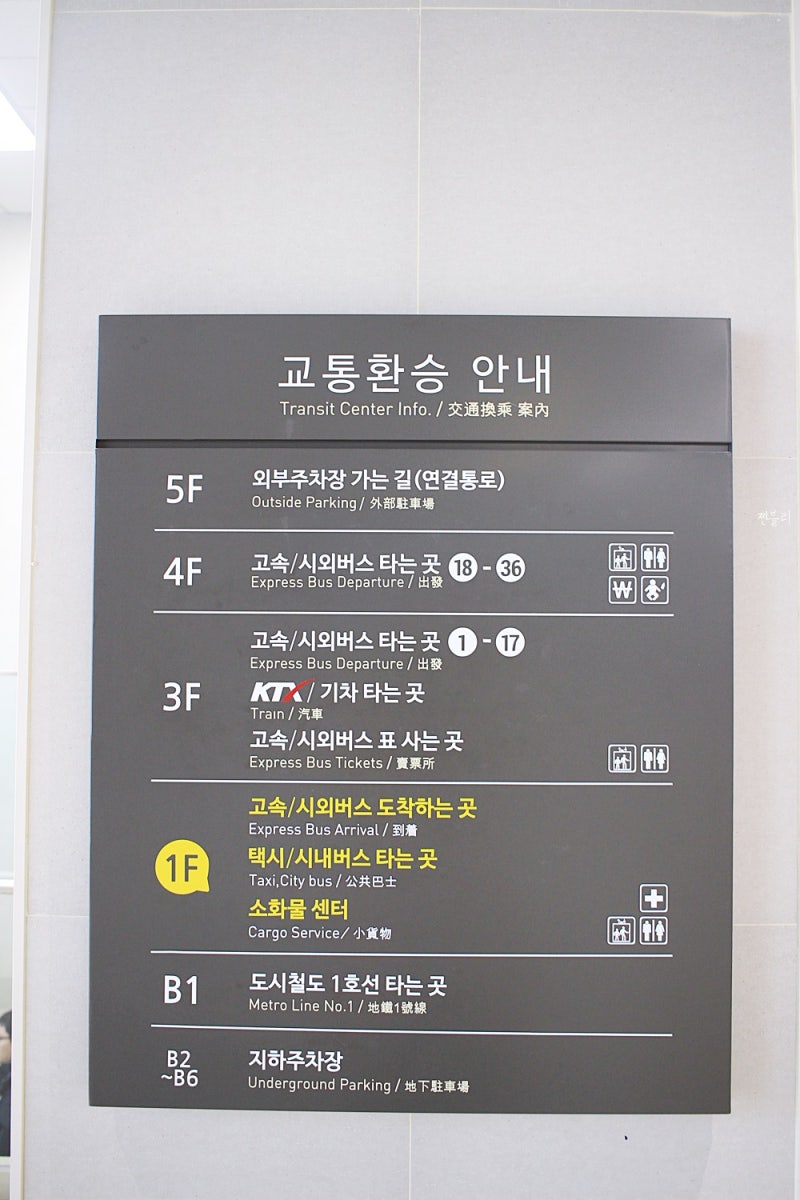 교통환승 안내
Transit Center Info. / 交通換乘 案內
5F
외부주차장 가는 길(연결통로)
Outside Parking / 外部駐車場
4F
고속/시외버스 타는 곳 18 - 36
Express Bus Departure / 出發
₩
3F
고속/시외버스 타는 곳 1 - 17
Express Bus Departure / 出發
KTX / 기차 타는 곳
Train / 汽車
고속/시외버스 표 사는 곳
Express Bus Tickets / 賣票所
1F
고속/시외버스 도착하는 곳
Express Bus Arrival / 到着
택시/시내버스 타는 곳
Taxi,City bus / 公共巴士
소화물 센터
Cargo Service / 小貨物
B1
도시철도 1호선 타는 곳
Metro Line No.1 / 地鐵1號線
B2
~B6
지하주차장
Underground Parking / 地下駐車場